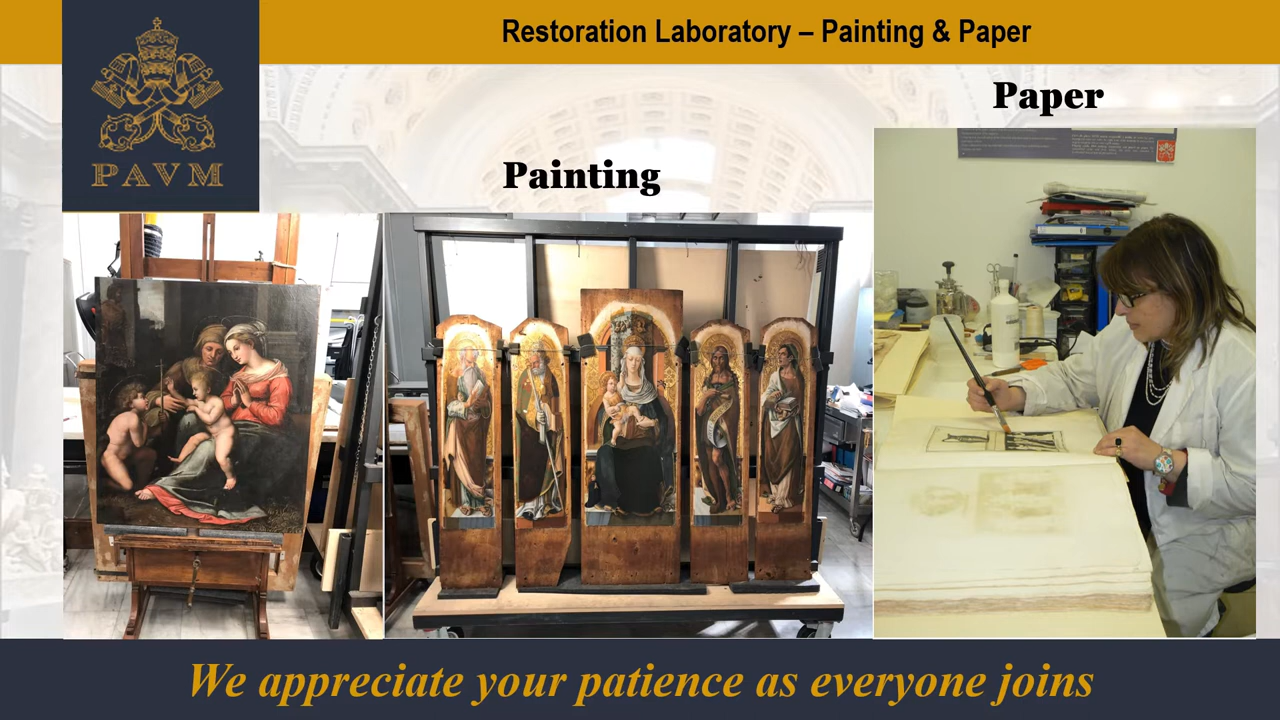 Restoration Laboratory – Painting & Paper
PAVM
Paper
Painting
We appreciate your patience as everyone joins